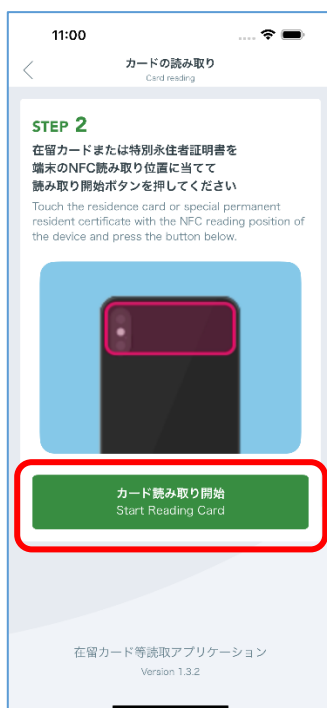 11:00
カードの読み取り
Card reading
STEP 2
在留カードまたは特別永住者証明書を
端末のNFC読み取り位置に当てて
読み取り開始ボタンを押してください
Touch the residence card or special permanent
resident certificate with the NFC reading position of
the device and press the button below.
カード読み取り開始
Start Reading Card
在留カード等読取アプリケーション
Version 1.3.2